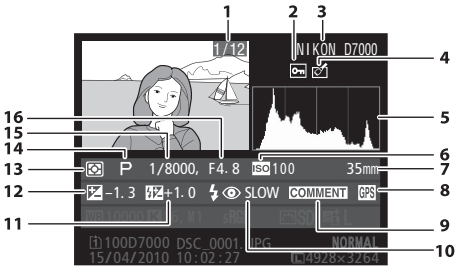 1 2 3
1/12 NIKON D7000
4
5
16
15
14 6
P 1/8000, F4. 8 ISO 100 35mm
13 7
12 -1. 3 +1. 0 SLOW COMMENT GPS 8
9
11 10
100D7000 DSC_0001.JPG NORMAL
15/04/2010 10:02:27 L 4928×3264